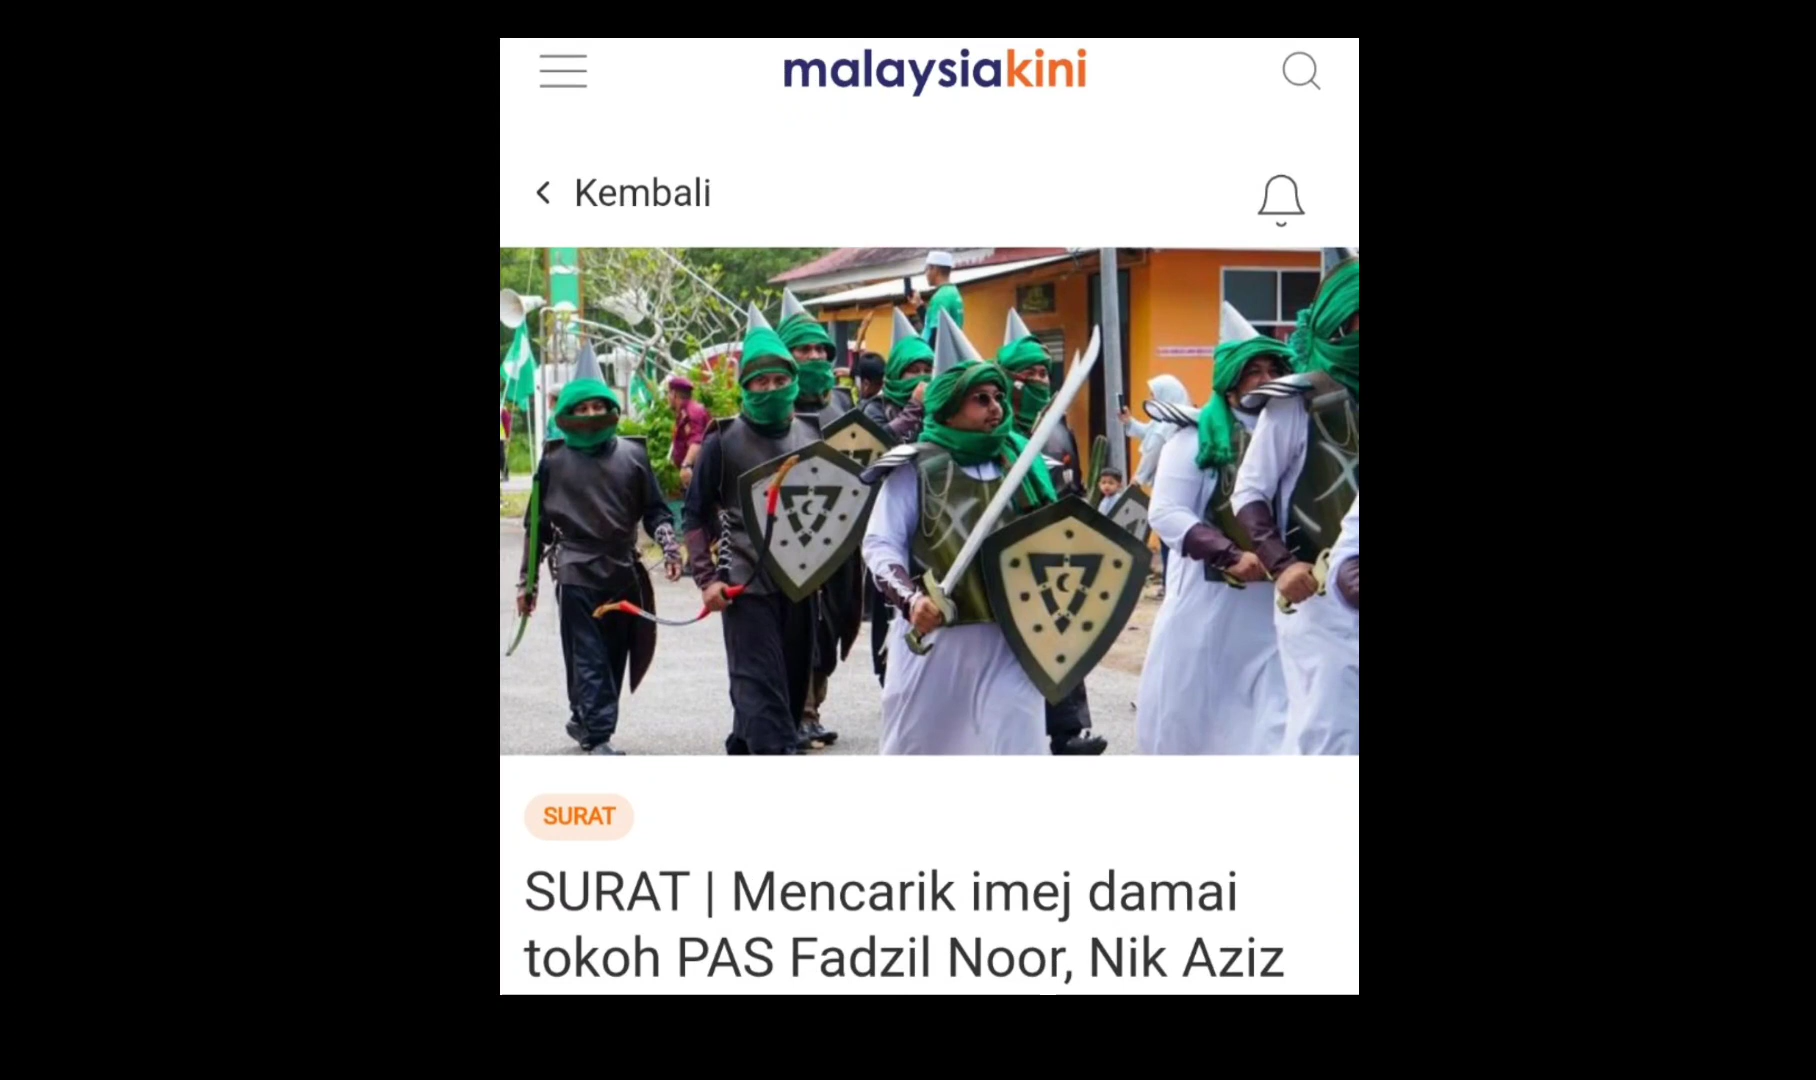 malaysiakini
Kembali
SURAT
SURAT | Mencarik imej damai
tokoh PAS Fadzil Noor, Nik Aziz